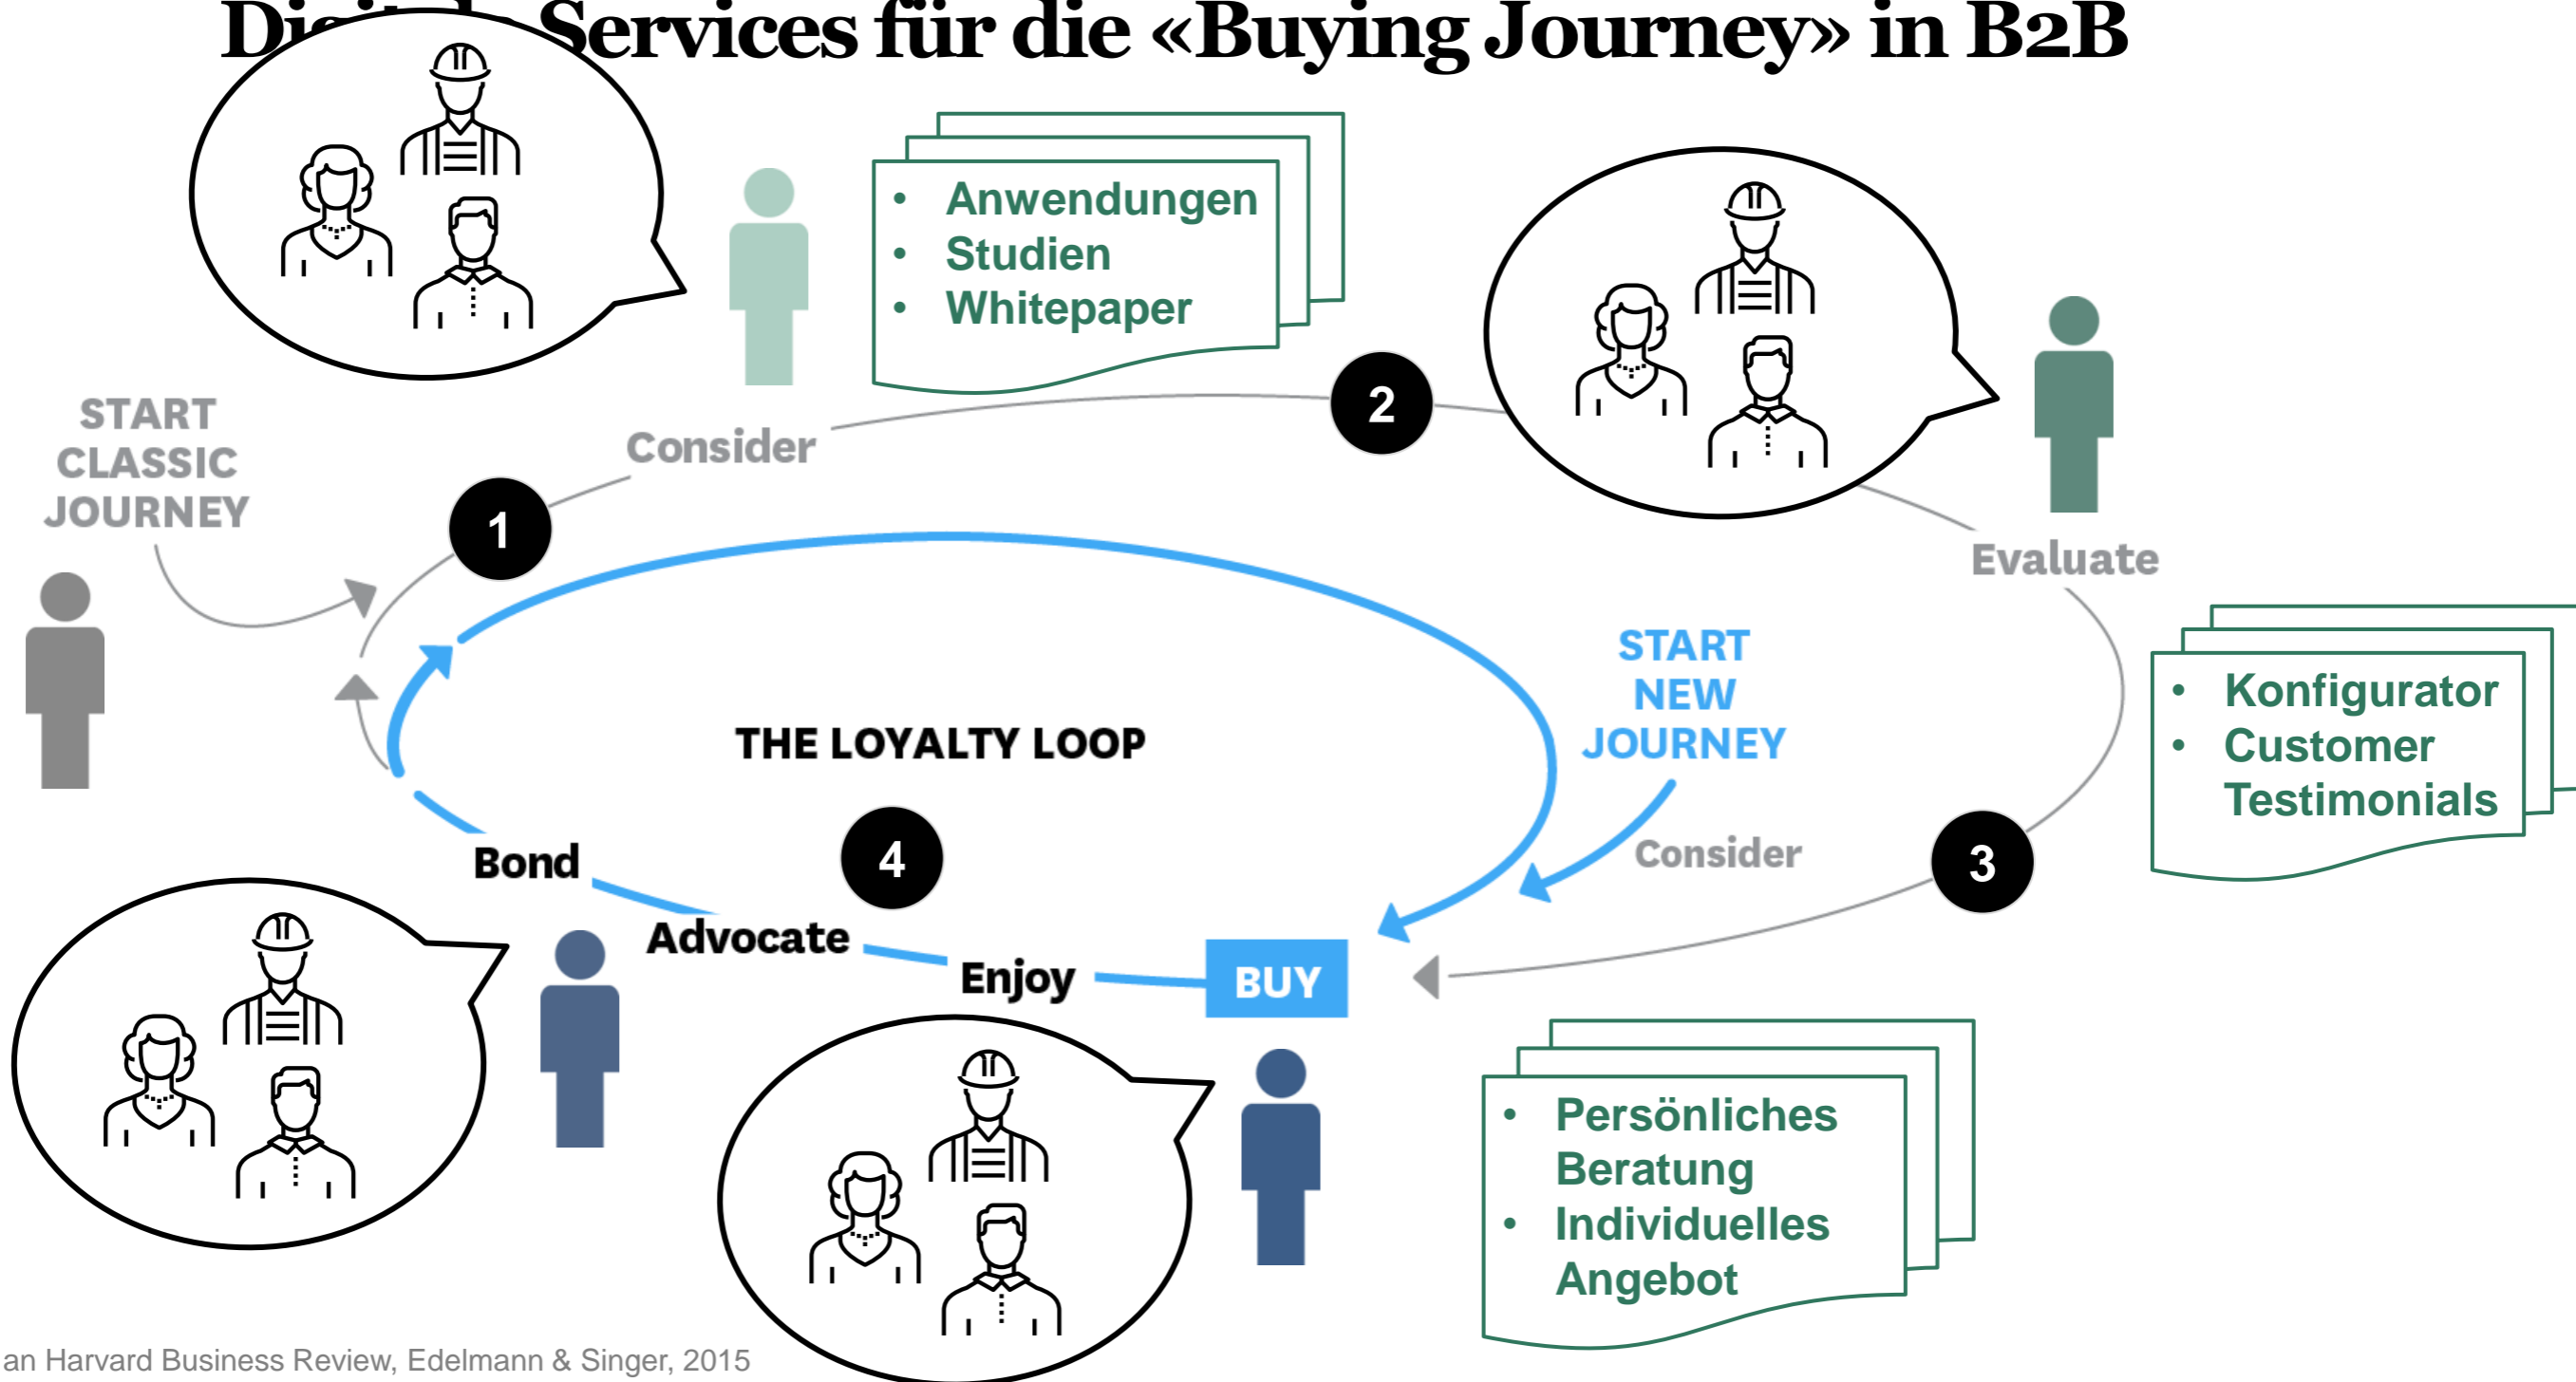 Digitale Services für die «Buying Journey» in B2B
• Anwendungen
• Studien
• Whitepaper
2
START
CLASSIC
JOURNEY
Consider
1
Evaluate
START
NEW
JOURNEY
• Konfigurator
• Customer
Testimonials
THE LOYALTY LOOP
Consider
3
4
Bond
Advocate
Enjoy
BUY
• Persönliches
Beratung
• Individuelles
Angebot
an Harvard Business Review, Edelmann & Singer, 2015